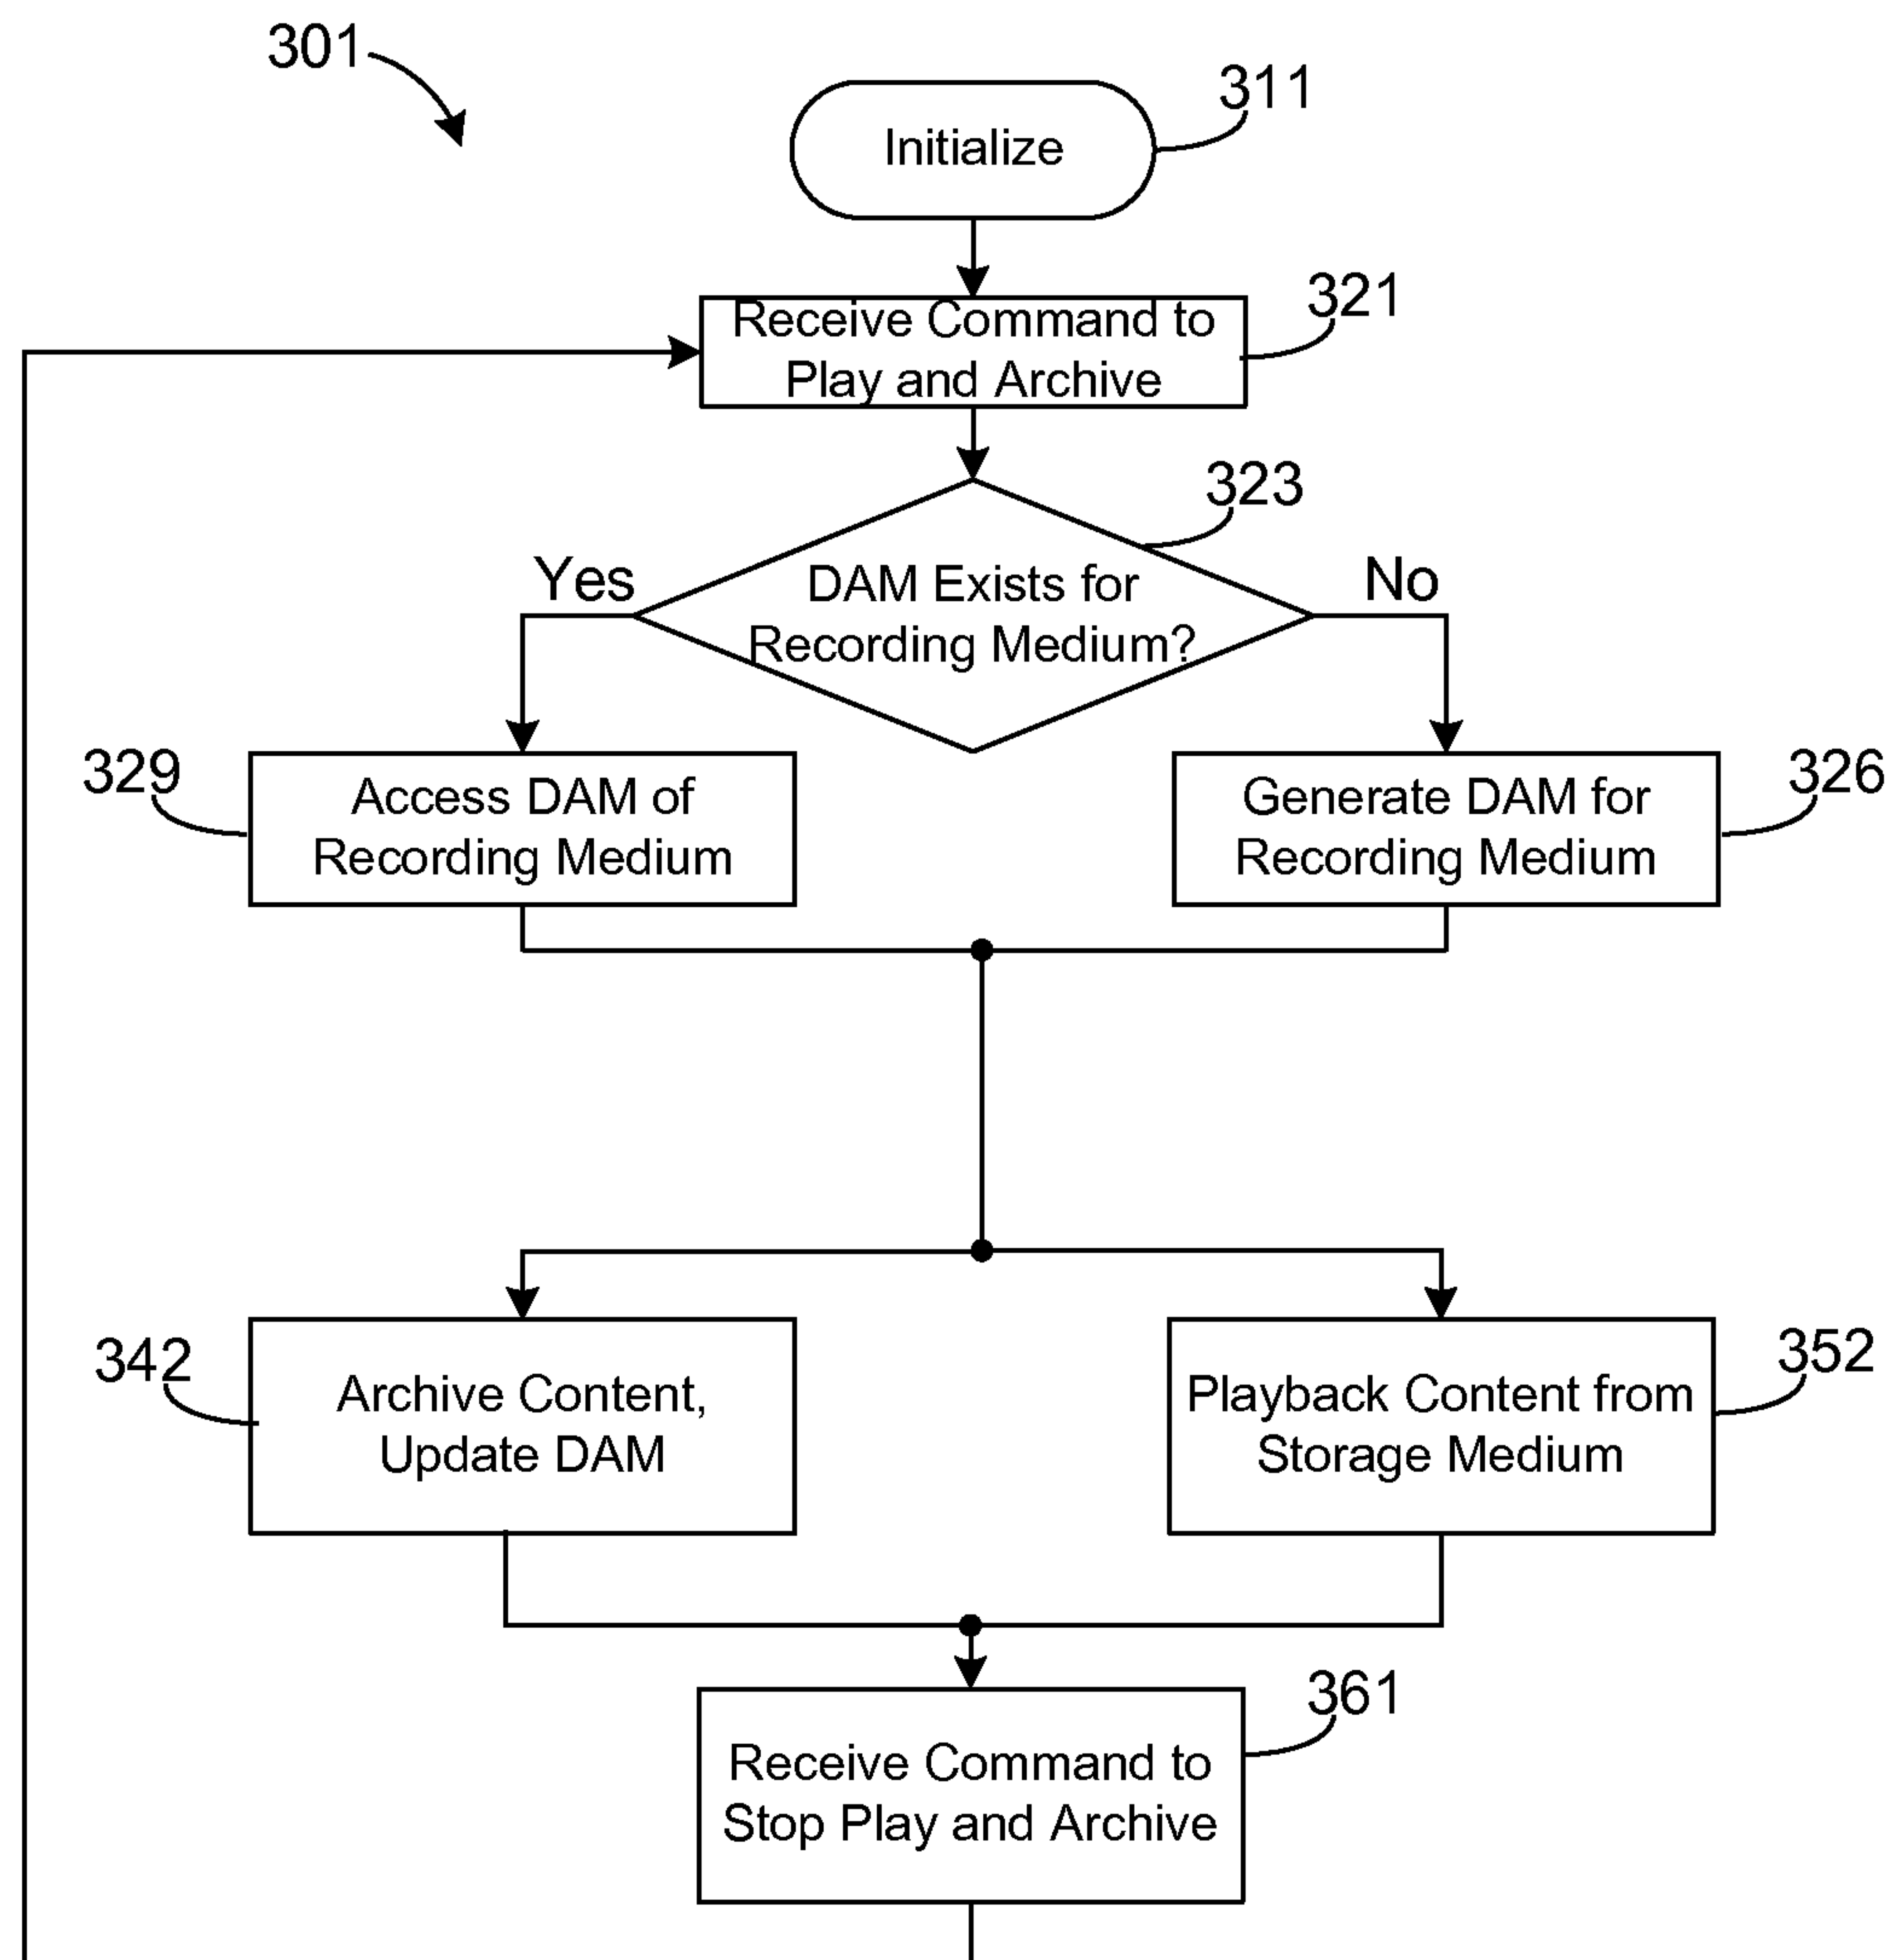 301
311
Initialize
321
Receive Command to
Play and Archive
323
Yes
No
DAM Exists for
Recording Medium?
329
326
Access DAM of
Recording Medium
Generate DAM for
Recording Medium
342
352
Archive Content,
Update DAM
Playback Content from
Storage Medium
361
Receive Command to
Stop Play and Archive